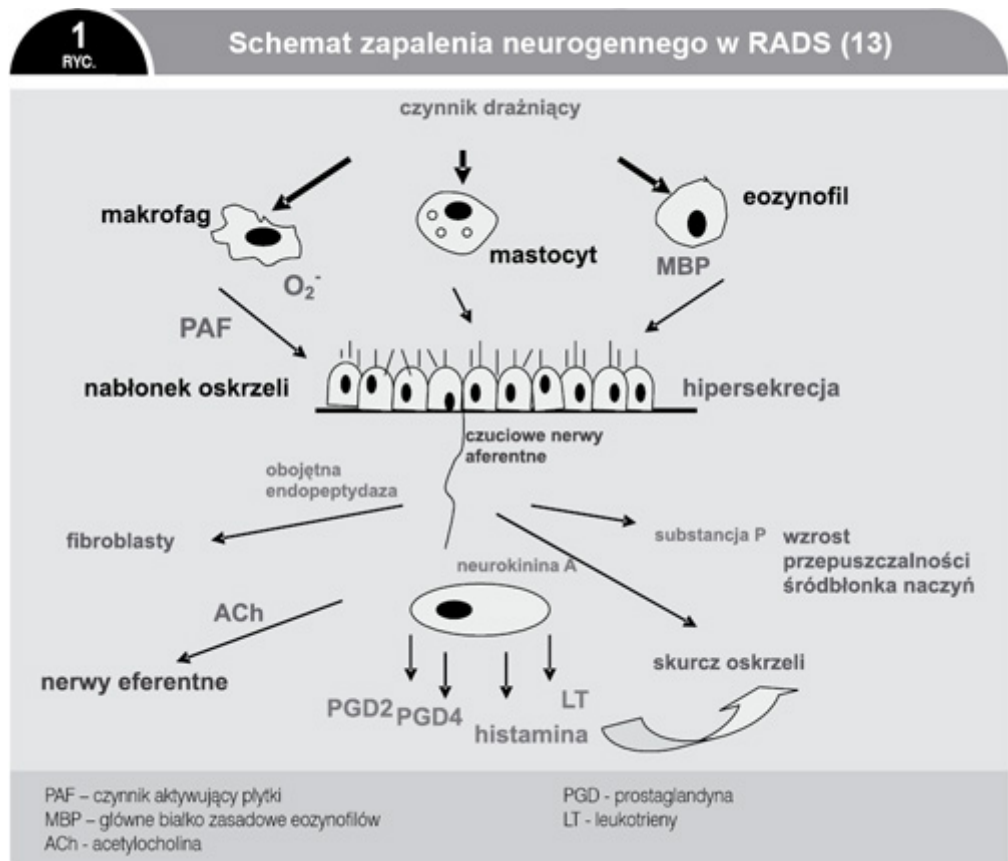 1
RYC.
Schemat zapalenia neurogennego w RADS (13)
czynnik drażniący
makrofag
eozynofil
mastocyt
MBP
O₂⁻
PAF
nabłonek oskrzeli
hipersekrecja
czuciowe nerwy
aferentne
obojętna
endopeptydaza
fibroblasty
substancja P
wzrost
przepuszczalności
śródbłonka naczyń
neurokinina A
ACh
nerwy eferentne
skurcz oskrzeli
PGD2
PGD4
histamina
LT
PAF – czynnik aktywujący płytki
MBP – główne białko zasadowe eozynofilów
ACh - acetylocholina
PGD - prostaglandyna
LT - leukotrieny